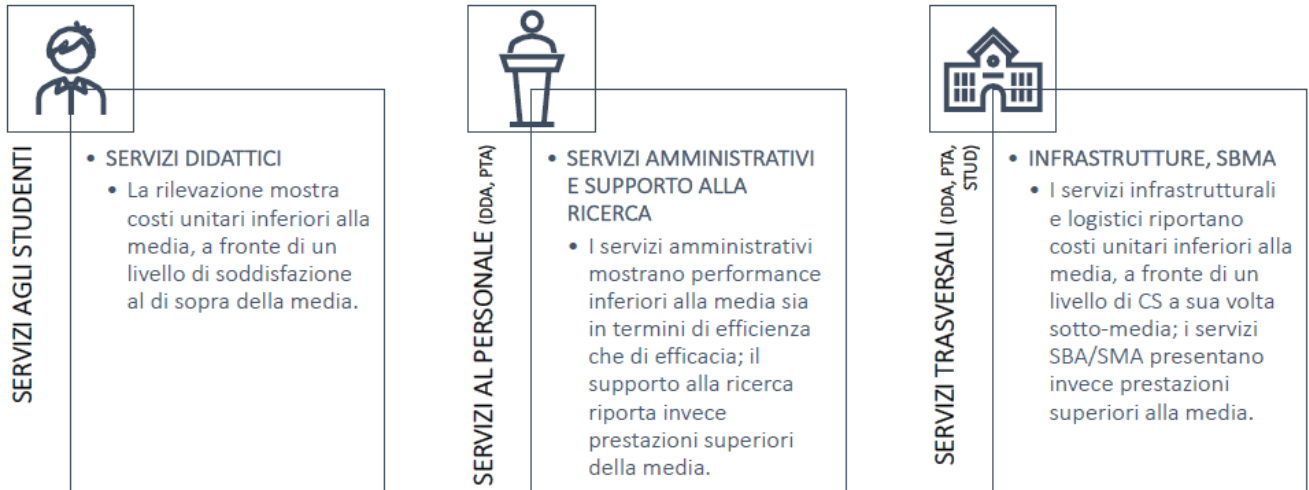 SERVIZI AGLI STUDENTI
• SERVIZI DIDATTICI
• La rilevazione mostra
costi unitari inferiori alla
media, a fronte di un
livello di soddisfazione
al di sopra della media.
SERVIZI AL PERSONALE (DDA, PTA)
• SERVIZI AMMINISTRATIVI
E SUPPORTO ALLA
RICERCA
• I servizi amministrativi
mostrano performance
inferiori alla media sia
in termini di efficienza
che di efficacia; il
supporto alla ricerca
riporta invece
prestazioni superiori
della media.
SERVIZI TRASVERSALI (DDA, PTA,
STUD)
• INFRASTRUTTURE, SBMA
• I servizi infrastrutturali
e logistici riportano
costi unitari inferiori alla
media, a fronte di un
livello di CS a sua volta
sotto-media; i servizi
SBA/SMA presentano
invece prestazioni
superiori alla media.